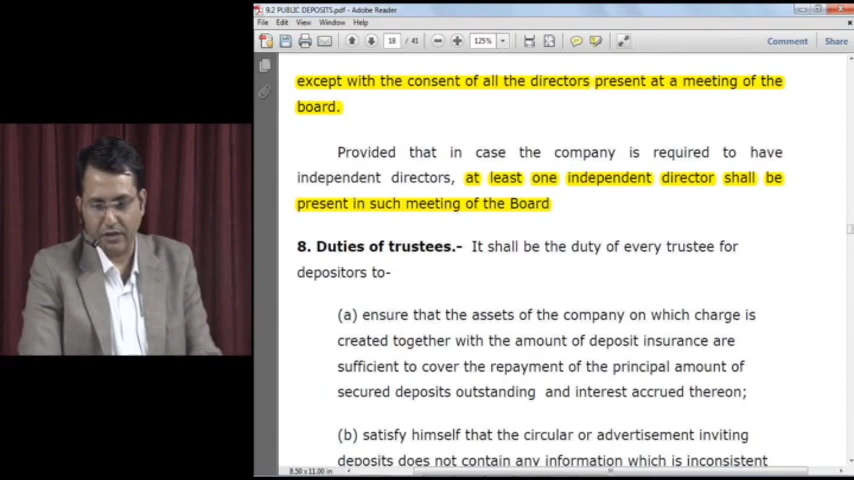 9.2 PUBLIC DEPOSITS.pdf - Adobe Reader
File Edit View Window Help
18 / 41 125% Comment Share
except with the consent of all the directors present at a meeting of the
board.
Provided that in case the company is required to have
independent directors, at least one independent director shall be
present in such meeting of the Board
8. Duties of trustees.- It shall be the duty of every trustee for
depositors to-
(a) ensure that the assets of the company on which charge is
created together with the amount of deposit insurance are
sufficient to cover the repayment of the principal amount of
secured deposits outstanding and interest accrued thereon;
(b) satisfy himself that the circular or advertisement inviting
deposits does not contain any information which is inconsistent
8.50 x 11.00 in